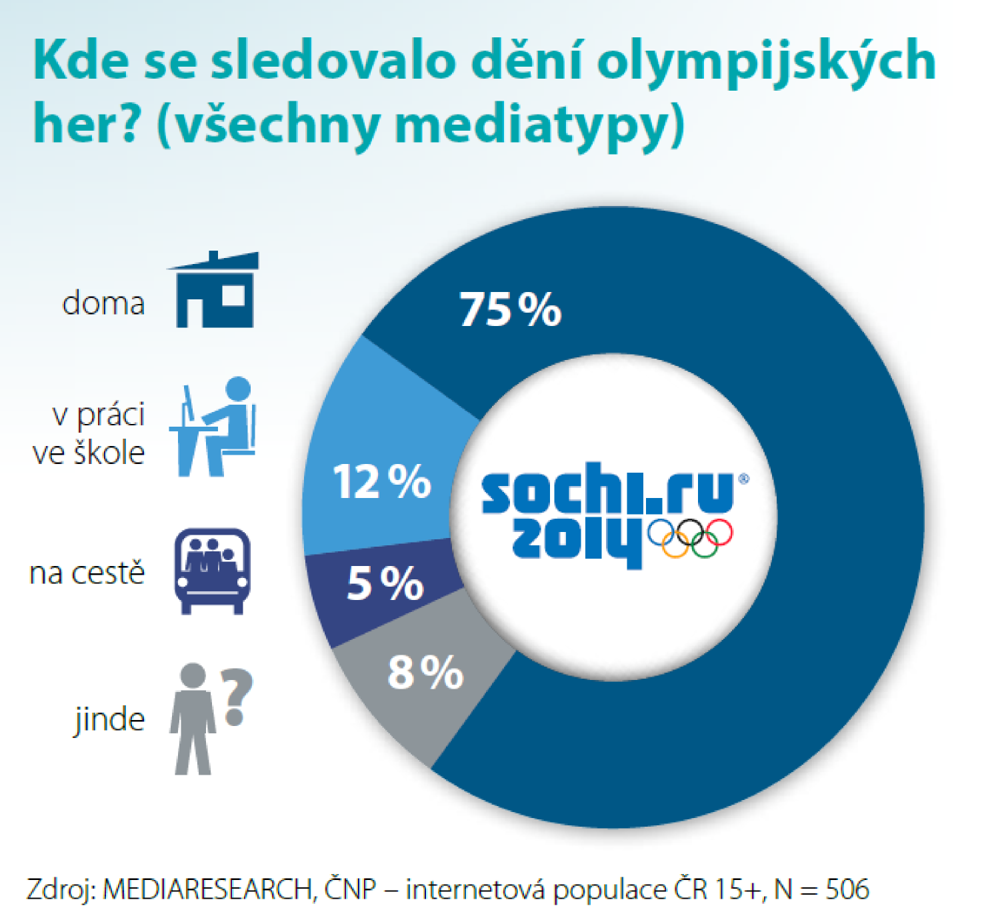 Kde se sledovalo dění olympijských
her? (všechny mediatypy)
doma
75 %
v práci
ve škole
12 %
na cestě
5 %
jinde
8 %
sochi.ru®
2014
Zdroj: MEDIARESEARCH, ČNP – internetová populace ČR 15+, N = 506